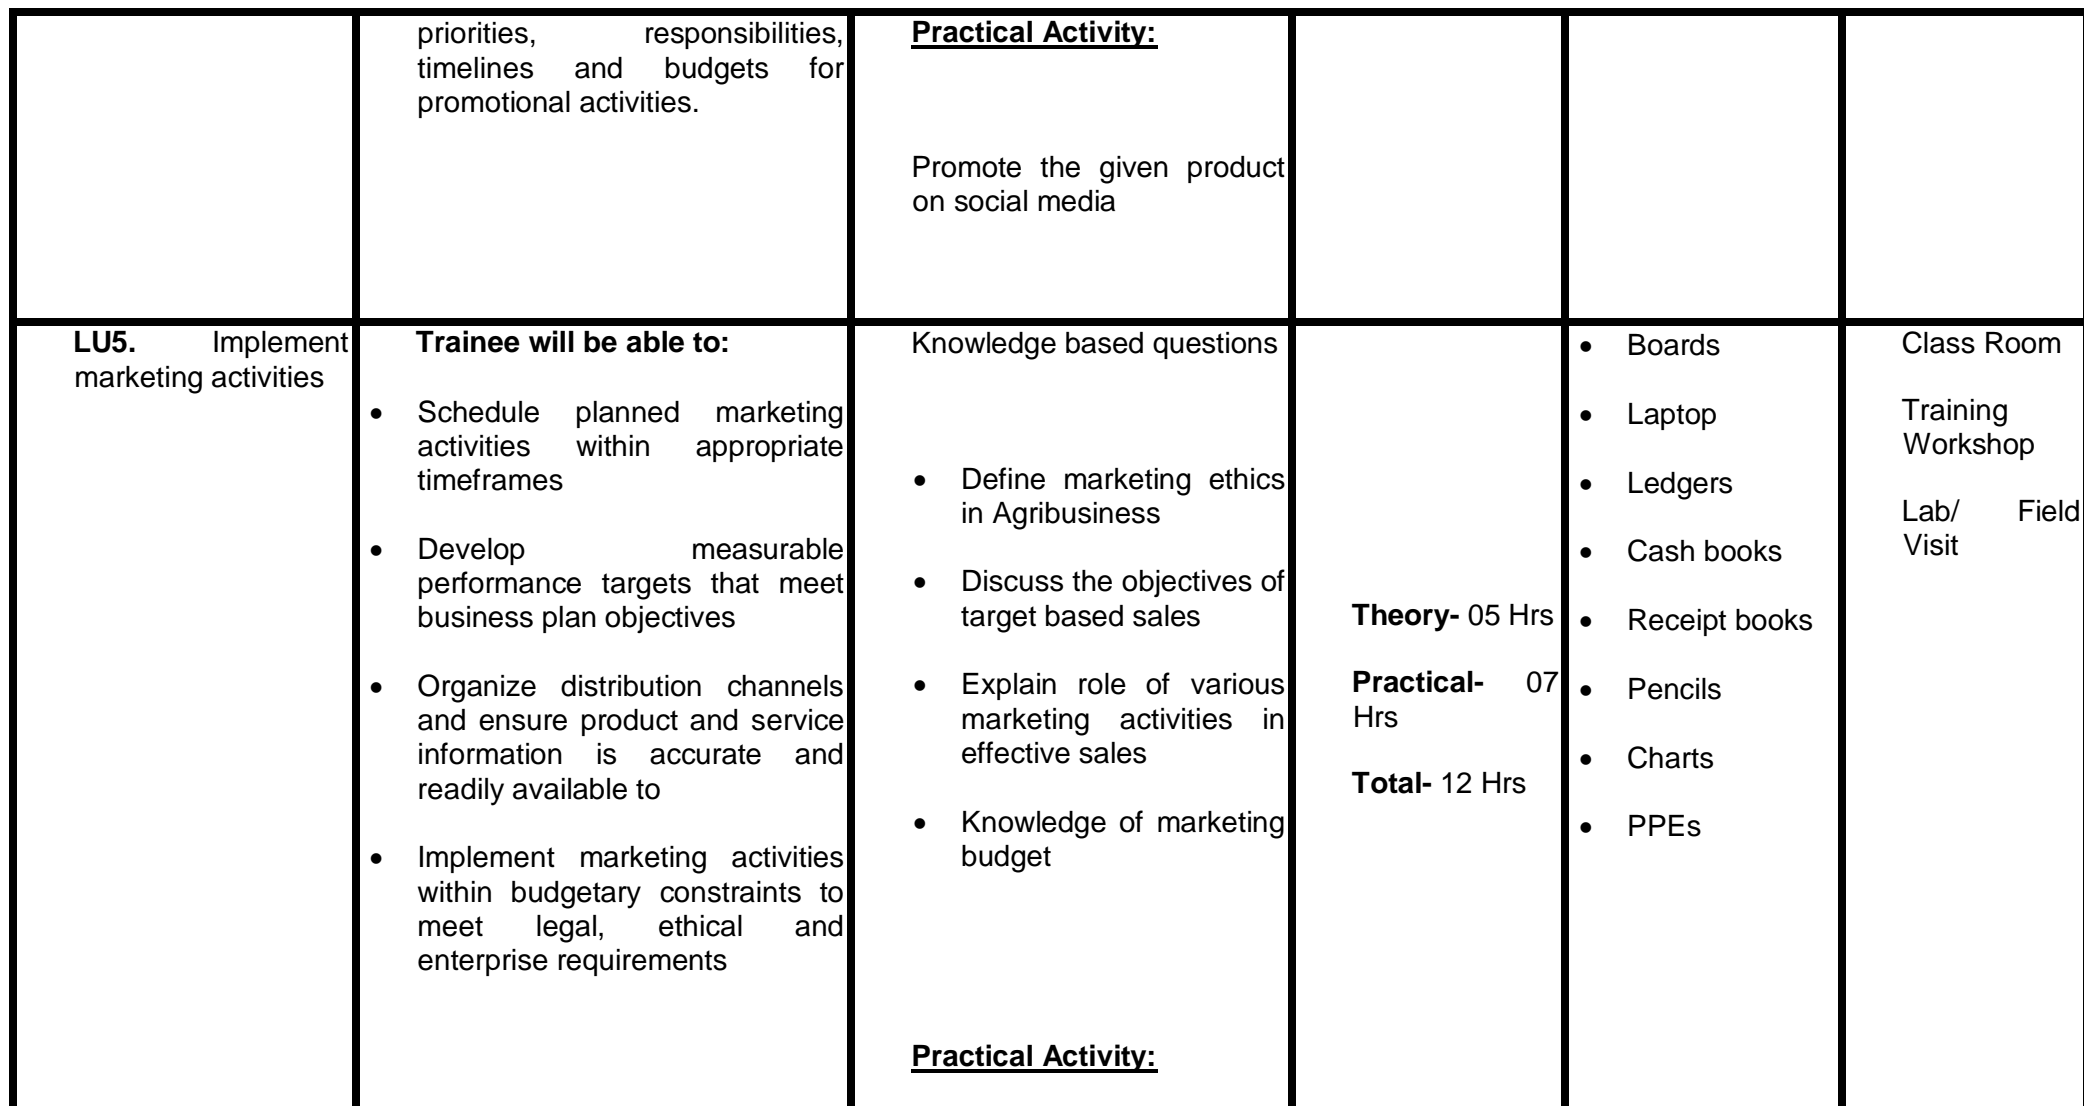 priorities, responsibilities,
timelines and budgets for
promotional activities.
Practical Activity:
Promote the given product
on social media
LU5. Implement
marketing activities
Trainee will be able to:
• Schedule planned marketing
activities within appropriate
timeframes
• Develop measurable
performance targets that meet
business plan objectives
• Organize distribution channels
and ensure product and service
information is accurate and
readily available to
• Implement marketing activities
within budgetary constraints to
meet legal, ethical and
enterprise requirements
Knowledge based questions
• Define marketing ethics
in Agribusiness
• Discuss the objectives of
target based sales
• Explain role of various
marketing activities in
effective sales
• Knowledge of marketing
budget
Practical Activity:
Theory- 05 Hrs
Practical- 07
Hrs
Total- 12 Hrs
• Boards
• Laptop
• Ledgers
• Cash books
• Receipt books
• Pencils
• Charts
• PPEs
Class Room
Training
Workshop
Lab/ Field
Visit